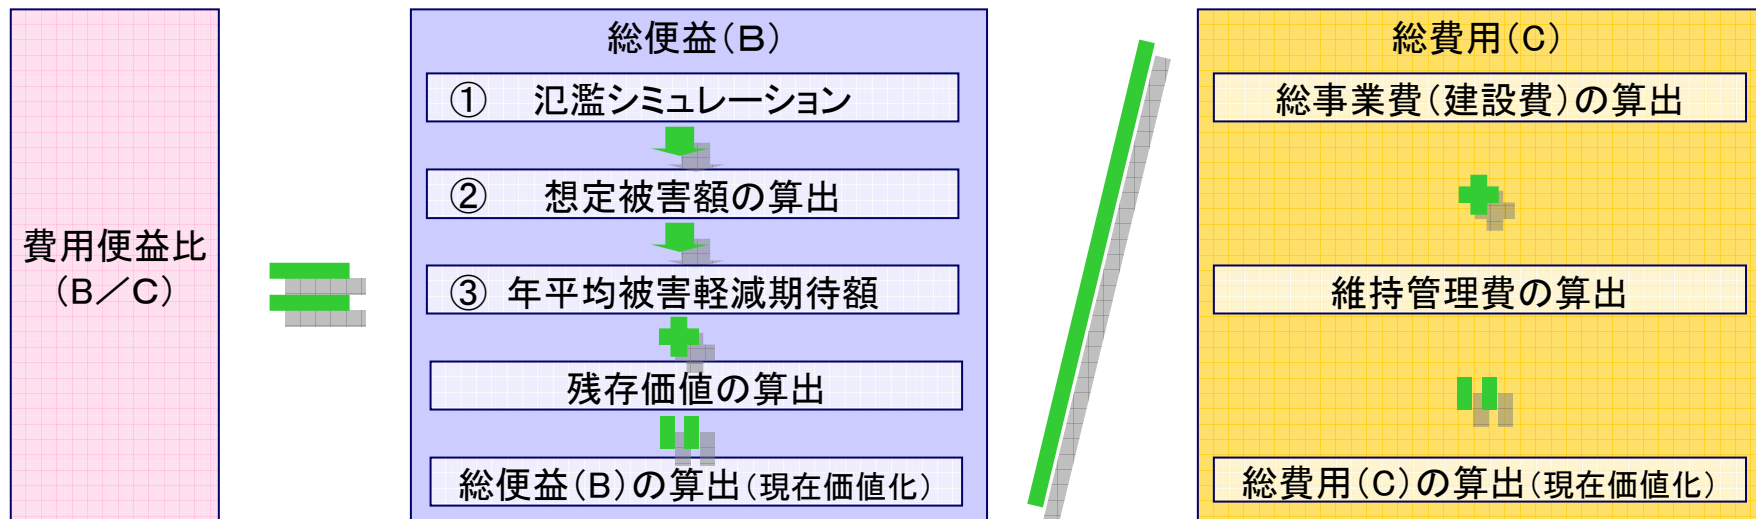 費用便益比
(B/C)
総便益(B)
① 氾濫シミュレーション
② 想定被害額の算出
③ 年平均被害軽減期待額
残存価値の算出
総便益(B)の算出(現在価値化)
総費用(C)
総事業費(建設費)の算出
維持管理費の算出
総費用(C)の算出(現在価値化)